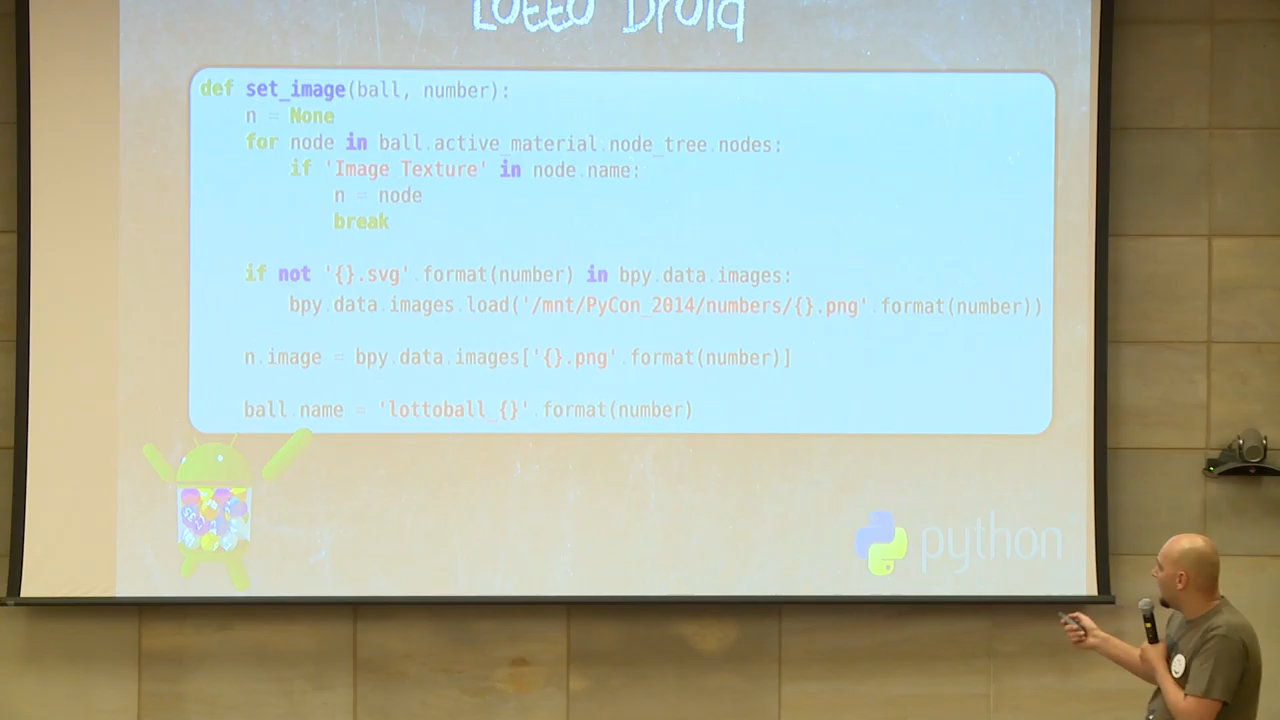 Lotto Droid
def set_image(ball, number):
    n = None
    for node in ball.active_material.node_tree.nodes:
        if 'Image Texture' in node.name:
            n = node
            break
    if not '{}.svg'.format(number) in bpy.data.images:
        bpy.data.images.load('/mnt/PyCon_2014/numbers/{}.png'.format(number))
    n.image = bpy.data.images['{}.png'.format(number)]
    ball.name = 'lottoball_{}'.format(number)
python